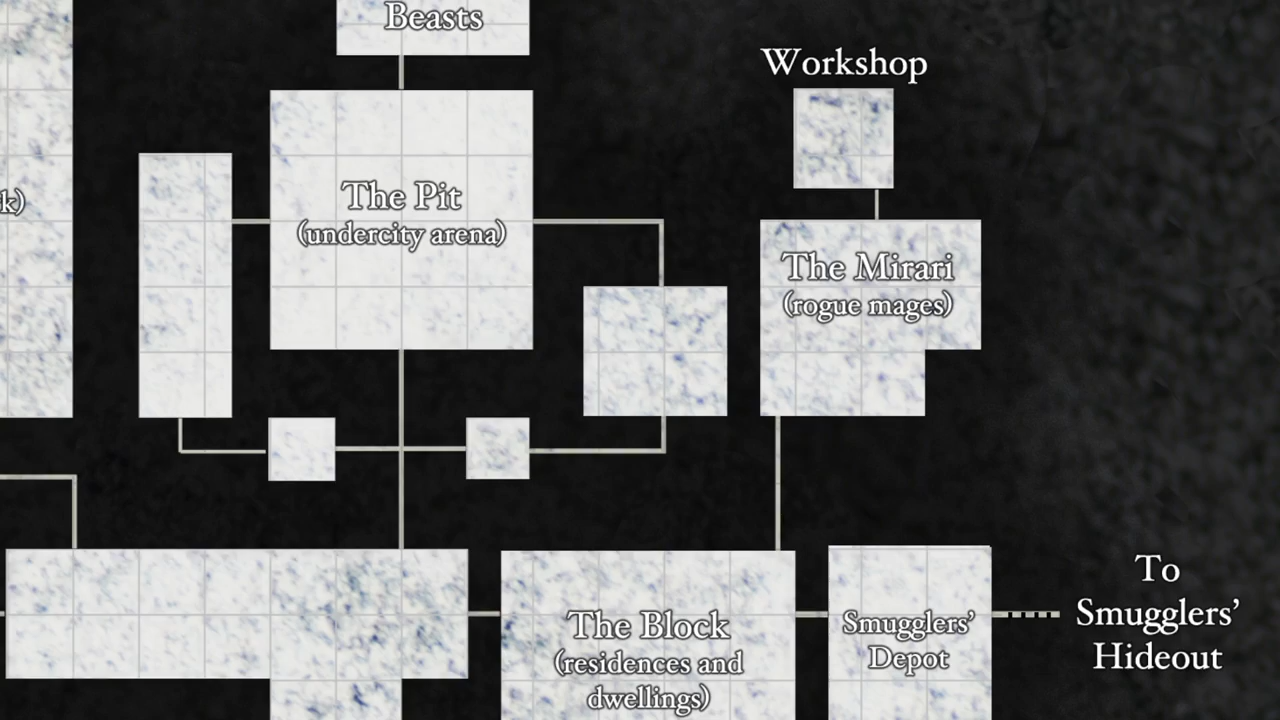 Beasts
Workshop
The Pit
(undercity arena)
The Mirari
(rogue mages)
The Block
(residences and
dwellings)
Smugglers'
Depot
To
Smugglers'
Hideout